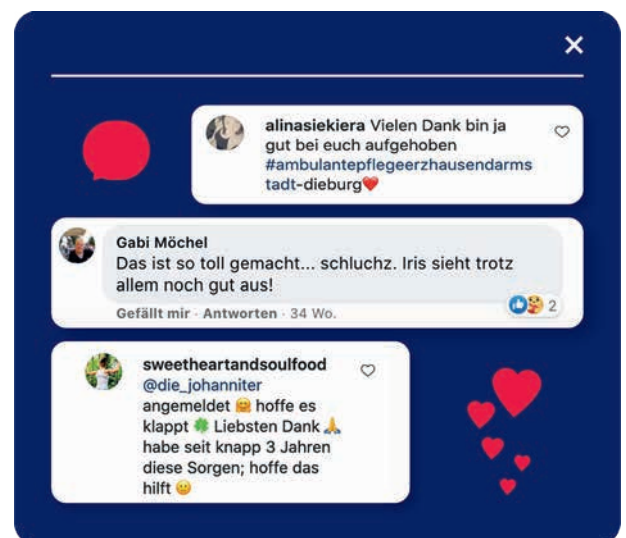 alinasiekiera Vielen Dank bin ja
gut bei euch aufgehoben
#ambulantepflegeerzhausendarms
tadt-dieburg❤️
Gabi Möchel
Das ist so toll gemacht... schluchz. Iris sieht trotz
allem noch gut aus!
Gefällt mir · Antworten · 34 Wo.
2
sweetheartandsoulfood
@die_johanniter
angemeldet 🤗 hoffe es
klappt 🍀 Liebsten Dank 🙏
habe seit knapp 3 Jahren
diese Sorgen; hoffe das
hilft 🙂